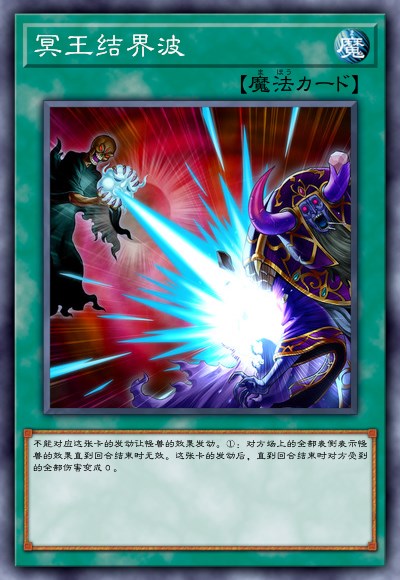 冥王结界波
魔
【魔法カード】
まほう
不能对应这张卡的发动让怪兽的效果发动。①：对方场上的全部表侧表示怪
兽的效果直到回合结束时无效。这张卡的发动后，直到回合结束时对方受到
的全部伤害变成０。